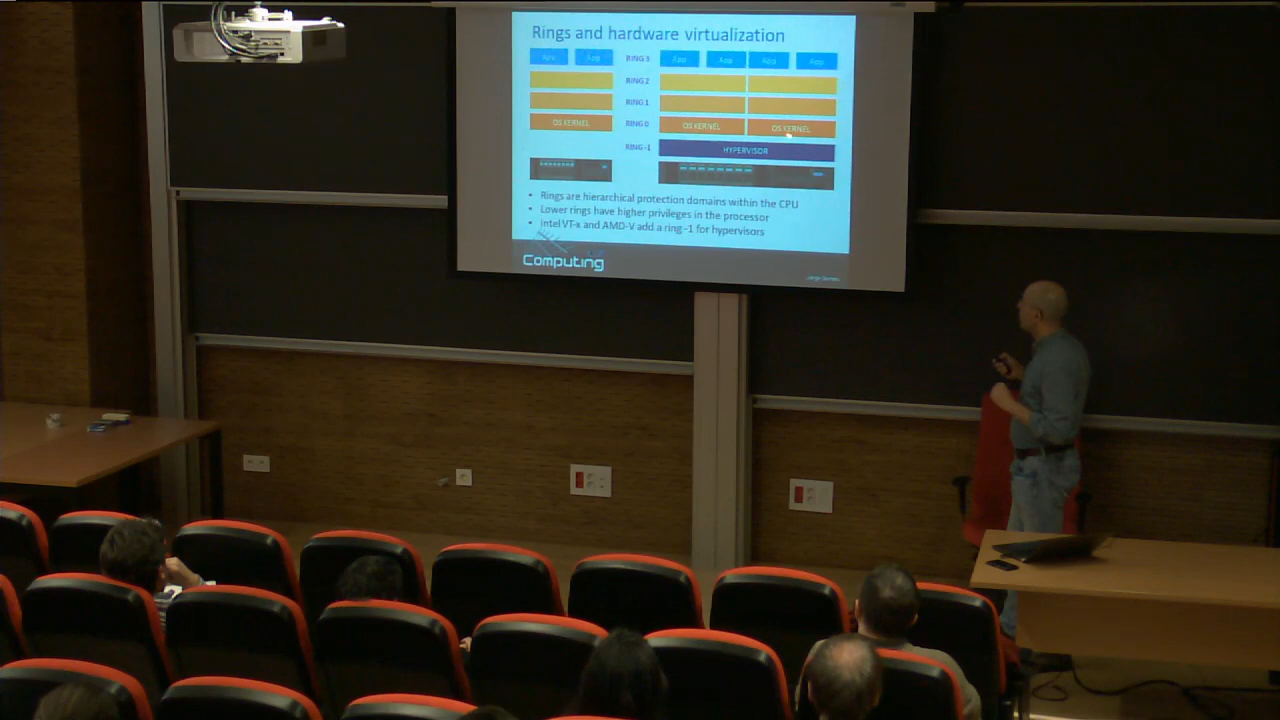 Rings and hardware virtualization
App App RING 3 App App App App
RING 2
RING 1
OS KERNEL RING 0 OS KERNEL OS KERNEL
RING -1 HYPERVISOR
• Rings are hierarchical protection domains within the CPU
• Lower rings have higher privileges in the processor
• intel VT-x and AMD-V add a ring -1 for hypervisors
Computing